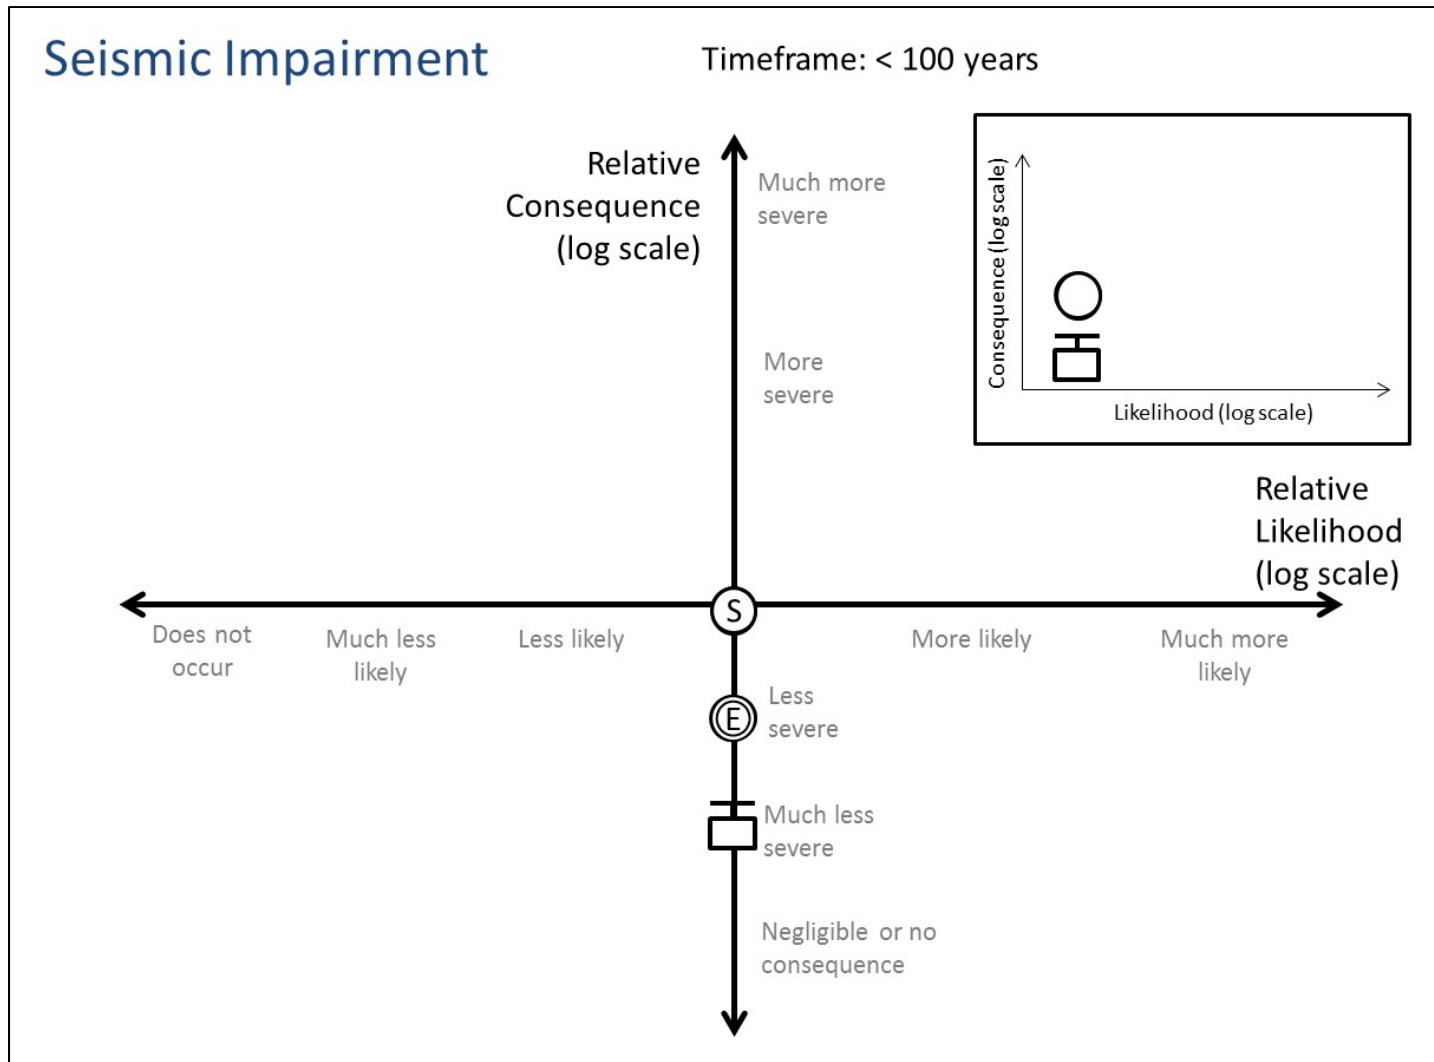 Seismic Impairment
Timeframe: < 100 years
Relative
Consequence
(log scale)
Much more
severe
More
severe
Consequence (log scale)
Likelihood (log scale)
Relative
Likelihood
(log scale)
S
Does not
occur
Much less
likely
Less likely
More likely
Much more
likely
E
Less
severe
Much less
severe
Negligible or no
consequence